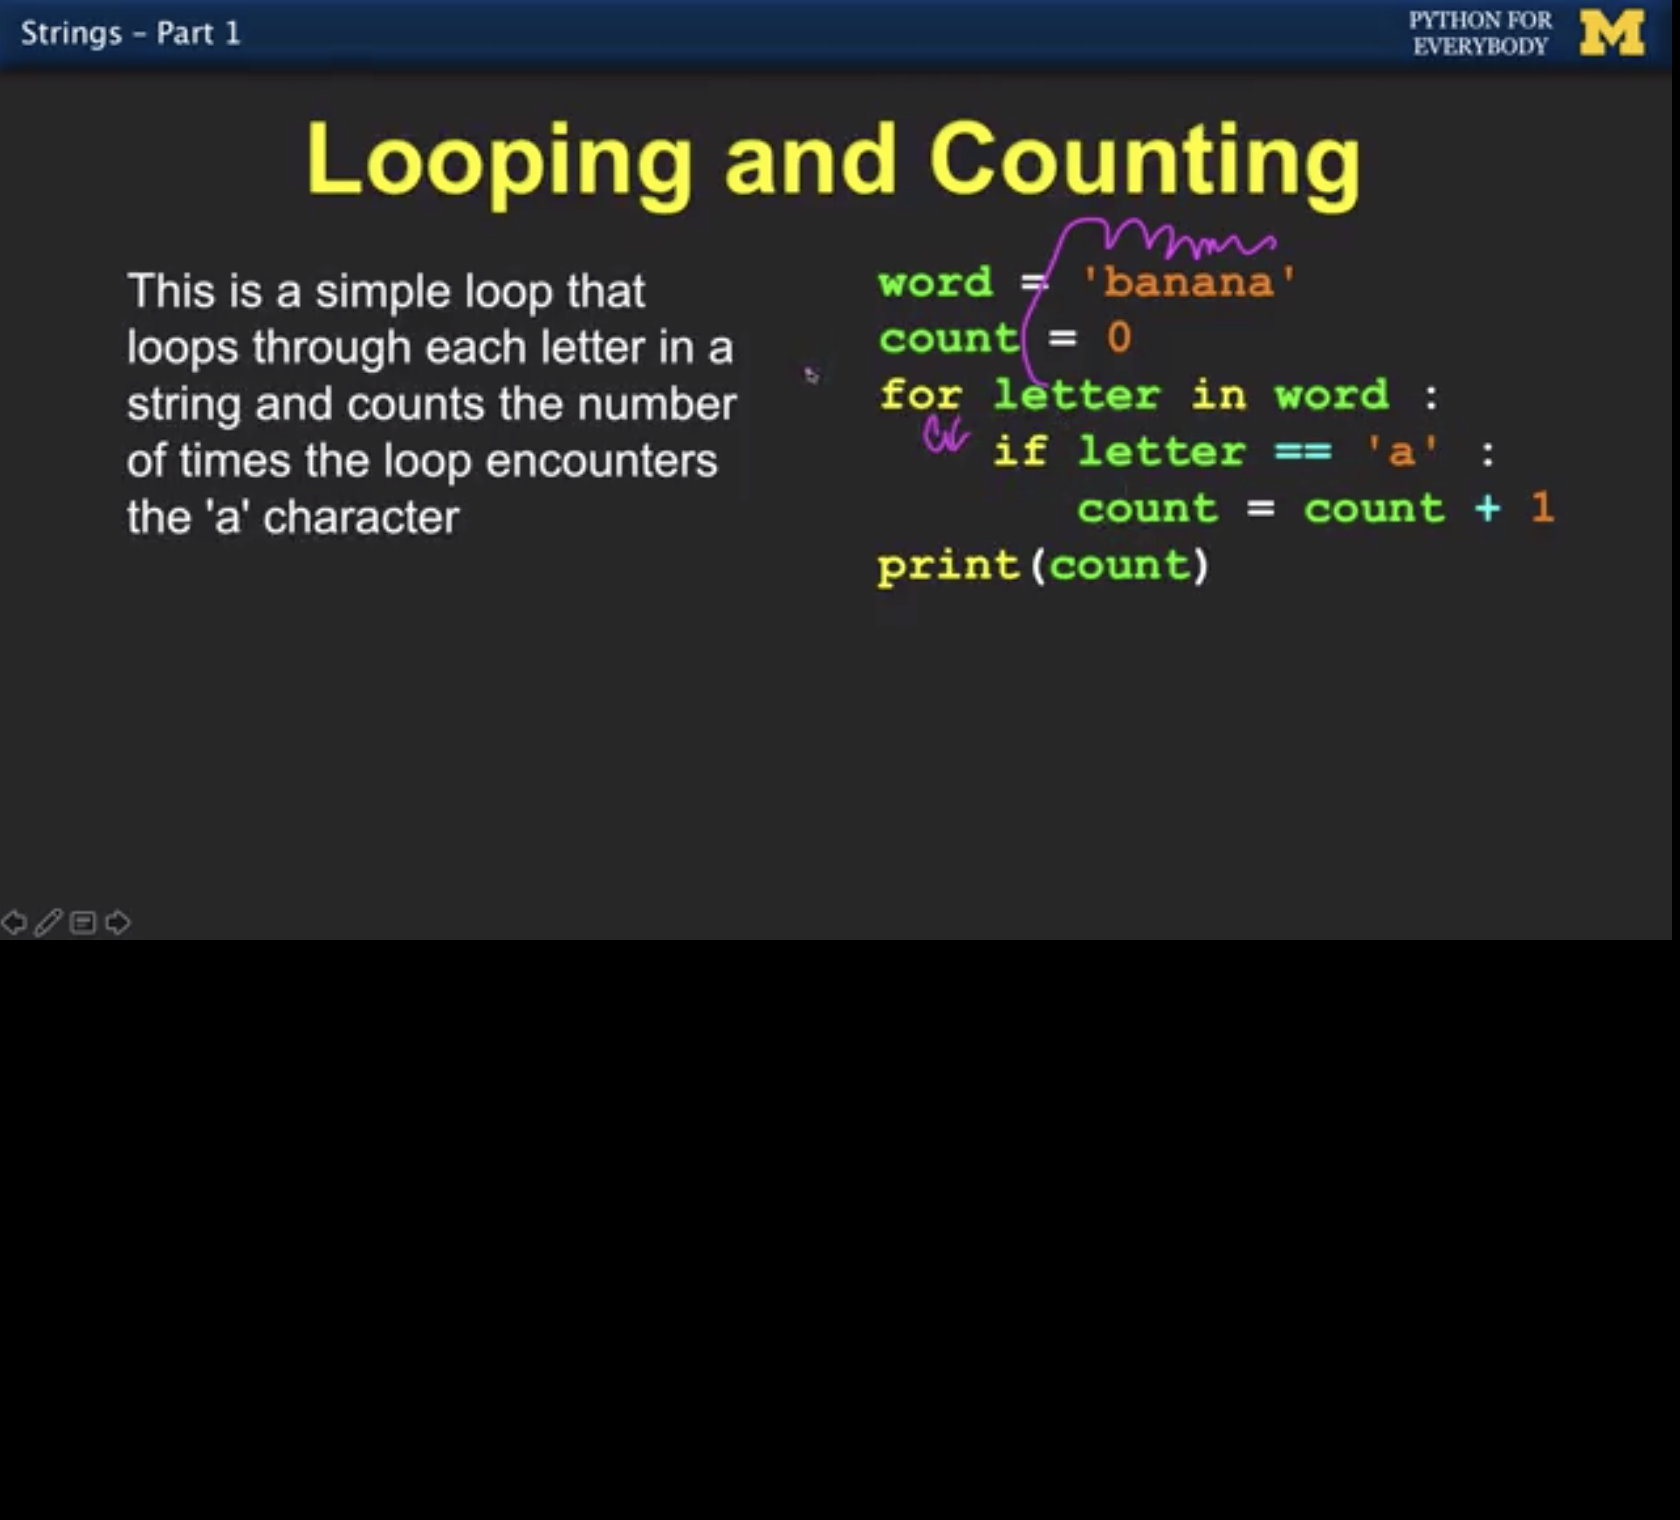 Strings – Part 1
PYTHON FOR
EVERYBODY
M
Looping and Counting
This is a simple loop that
loops through each letter in a
string and counts the number
of times the loop encounters
the 'a' character
word = 'banana'
count = 0
for letter in word :
    if letter == 'a' :
        count = count + 1
print(count)